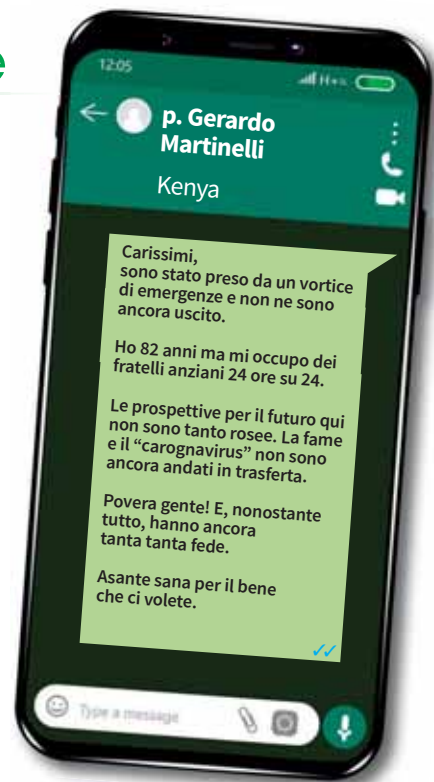 e
12:05
H+
p. Gerardo
Martinelli
Kenya
Carissimi,
sono stato preso da un vortice
di emergenze e non ne sono
ancora uscito.
Ho 82 anni ma mi occupo dei
fratelli anziani 24 ore su 24.
Le prospettive per il futuro qui
non sono tanto rosee. La fame
e il “carognavirus” non sono
ancora andati in trasferta.
Povera gente! E, nonostante
tutto, hanno ancora
tanta tanta fede.
Asante sana per il bene
che ci volete.
Type a message